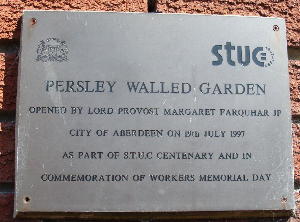 STUC
PERSLEY WALLED GARDEN
OPENED BY LORD PROVOST MARGARET FARQUHAR JP
CITY OF ABERDEEN ON 19th JULY 1997
AS PART OF S.T.U.C CENTENARY AND IN
COMMEMORATION OF WORKERS MEMORIAL DAY